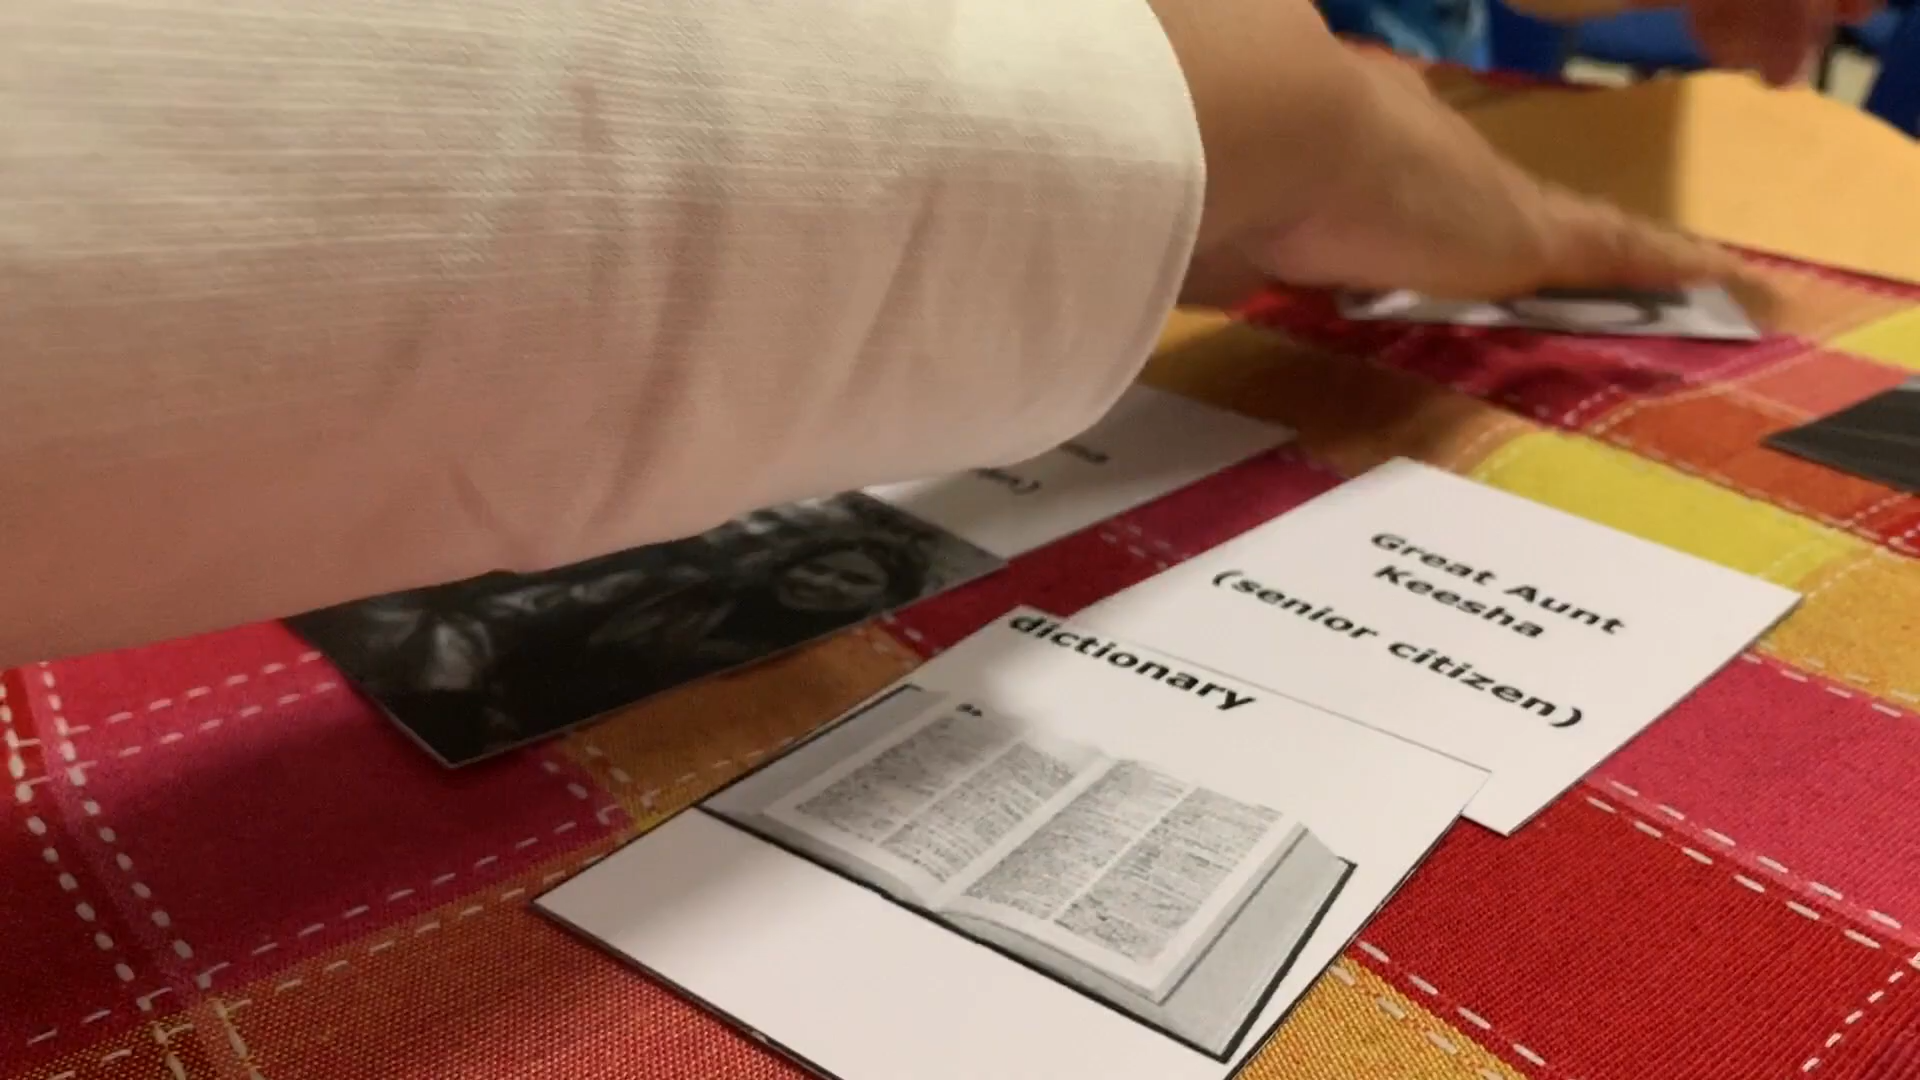 Great Aunt
Keesha
(senior citizen)
dictionary